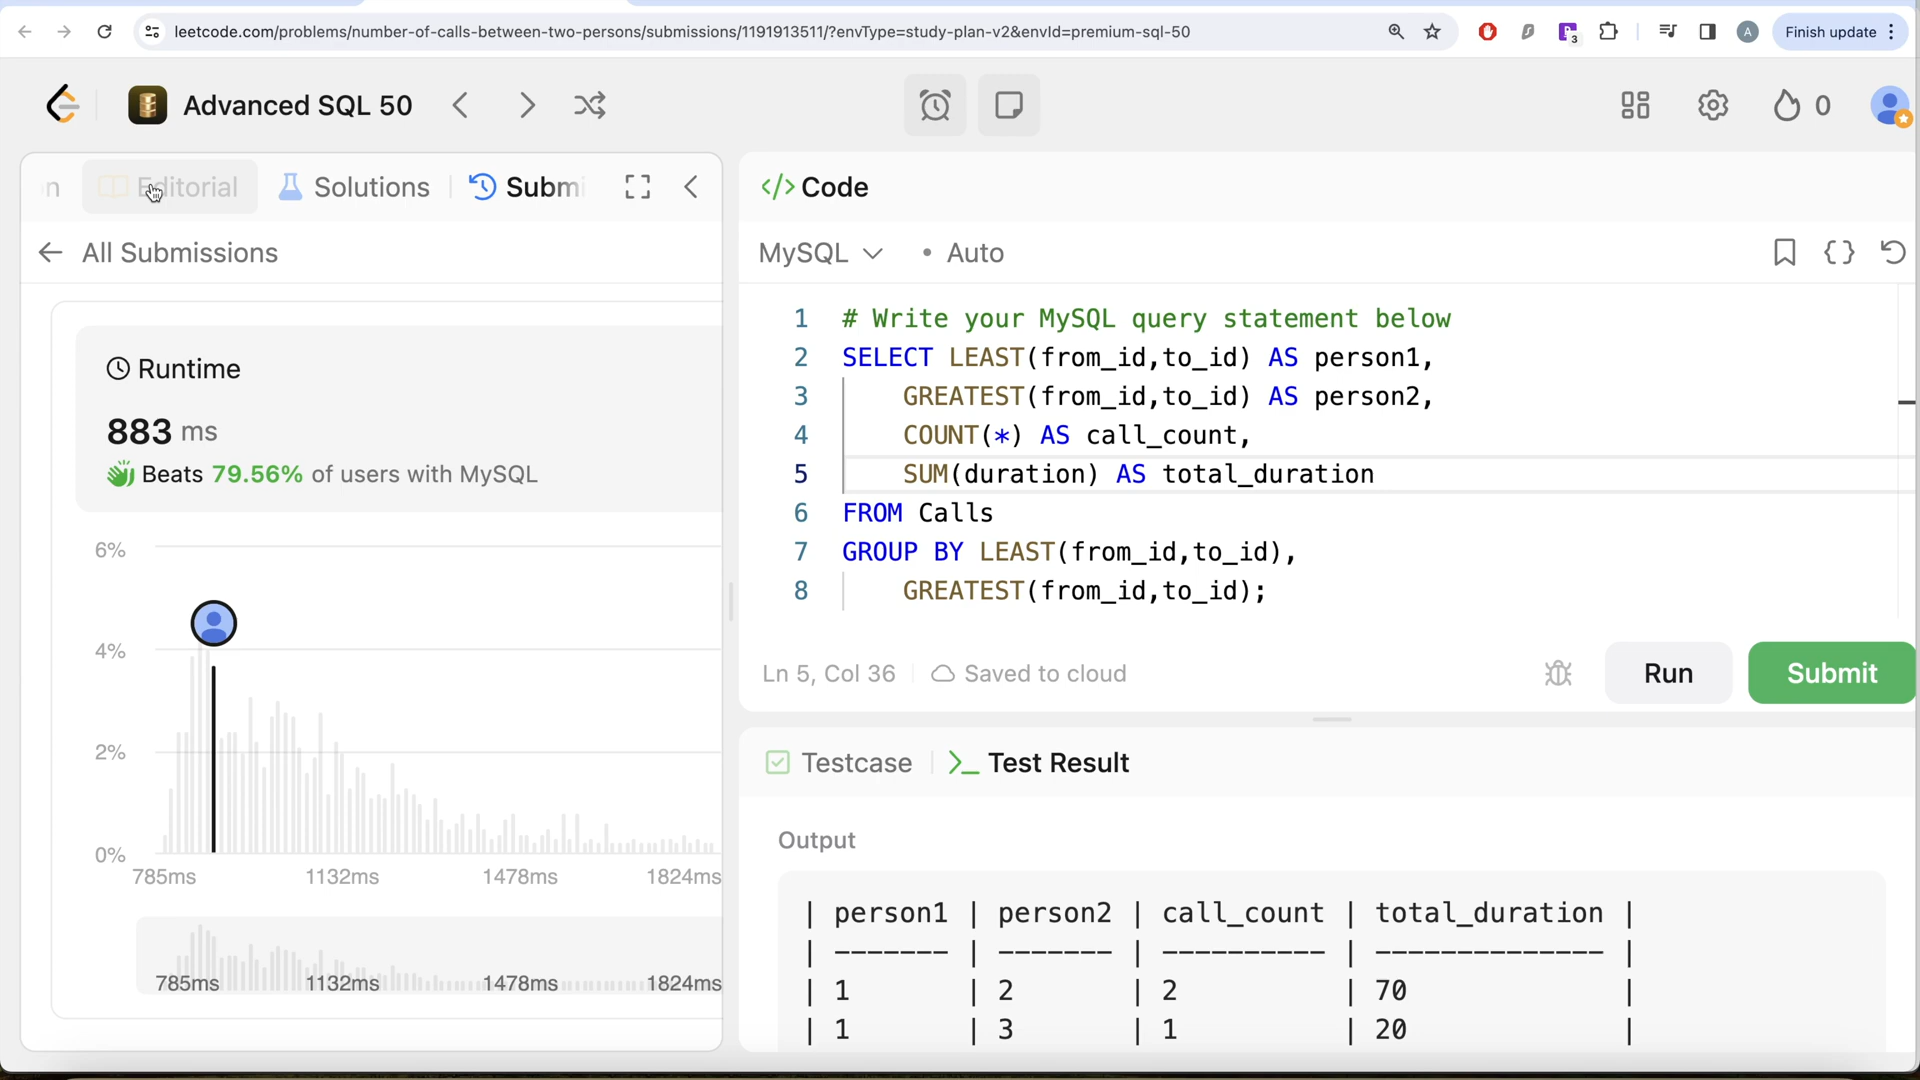 leetcode.com/problems/number-of-calls-between-two-persons/submissions/1191913511/?envType=study-plan-v2&envId=premium-sql-50
3
A
Finish update
Advanced SQL 50
0
n
Editorial
Solutions
Submi
</> Code
All Submissions
MySQL
• Auto
Runtime
883 ms
Beats 79.56% of users with MySQL
6%
4%
2%
0%
785ms
1132ms
1478ms
1824ms
785ms
1132ms
1478ms
1824ms
1 # Write your MySQL query statement below
2 SELECT LEAST(from_id,to_id) AS person1,
3 GREATEST(from_id,to_id) AS person2,
4 COUNT(*) AS call_count,
5 SUM(duration) AS total_duration
6 FROM Calls
7 GROUP BY LEAST(from_id,to_id),
8 GREATEST(from_id,to_id);
Ln 5, Col 36
Saved to cloud
Run
Submit
Testcase
>_ Test Result
Output
| person1 | person2 | call_count | total_duration |
| ------- | ------- | ---------- | -------------- |
| 1 | 2 | 2 | 70 |
| 1 | 3 | 1 | 20 |